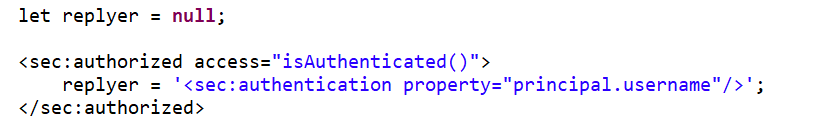 let replyer = null;
<sec:authorized access="isAuthenticated()">
replyer = '<sec:authentication property="principal.username"/>';
</sec:authorized>